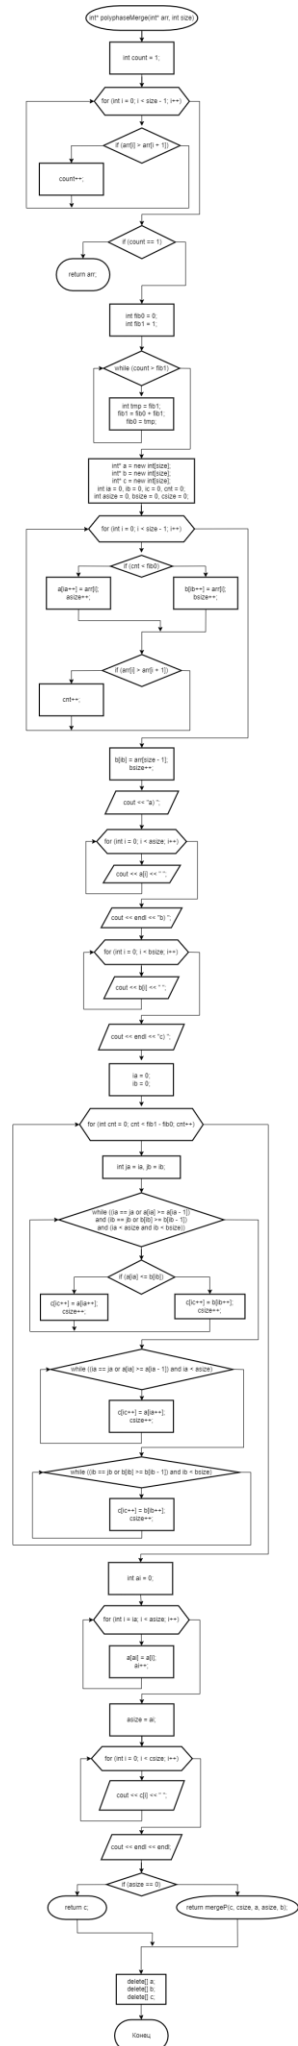 int* polyphaseMerge(int* arr, int size)
int count = 1;
for (int i = 0; i < size - 1; i++)
if (arr[i] > arr[i + 1])
count++;
if (count == 1)
return arr;
int fib0 = 0;
int fib1 = 1;
while (count > fib1)
int tmp = fib1;
fib1 = fib0 + fib1;
fib0 = tmp;
int* a = new int[size];
int* b = new int[size];
int* c = new int[size];
int ia = 0, ib = 0, ic = 0, cnt = 0;
int asize = 0, bsize = 0, csize = 0;
for (int i = 0; i < size - 1; i++)
if (cnt < fib0)
a[ia++] = arr[i];
asize++;
b[ib++] = arr[i];
bsize++;
if (arr[i] > arr[i + 1])
cnt++;
b[ib] = arr[size - 1];
bsize++;
cout << "a) ";
for (int i = 0; i < asize; i++)
cout << a[i] << " ";
cout << endl << "b) ";
for (int i = 0; i < bsize; i++)
cout << b[i] << " ";
cout << endl << "c) ";
ia = 0;
ib = 0;
for (int cnt = 0; cnt < fib1 - fib0; cnt++)
int ja = ia, jb = ib;
while ((ia == ja or a[ia] >= a[ia - 1])
and (ib == jb or b[ib] >= b[ib - 1])
and (ia < asize and ib < bsize))
if (a[ia] <= b[ib])
c[ic++] = a[ia++];
csize++;
c[ic++] = b[ib++];
csize++;
while ((ia == ja or a[ia] >= a[ia - 1]) and ia < asize)
c[ic++] = a[ia++];
csize++;
while ((ib == jb or b[ib] >= b[ib - 1]) and ib < bsize)
c[ic++] = b[ib++];
csize++;
int ai = 0;
for (int i = ia; i < asize; i++)
a[ai] = a[i];
ai++;
asize = ai;
for (int i = 0; i < csize; i++)
cout << c[i] << " ";
cout << endl << endl;
if (asize == 0)
return c;
return mergeP(c, csize, a, asize, b);
delete[] a;
delete[] b;
delete[] c;
Конец